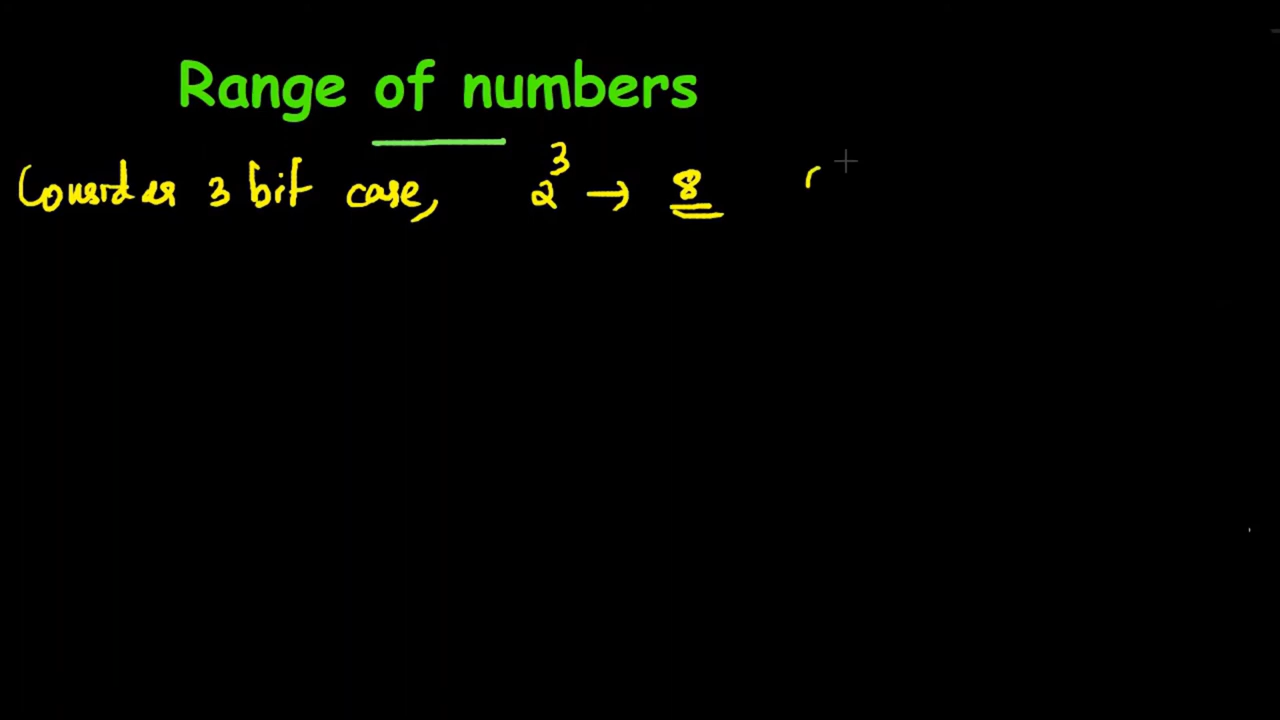 Range of numbers
Consider 3 bit case, 2³ → 8